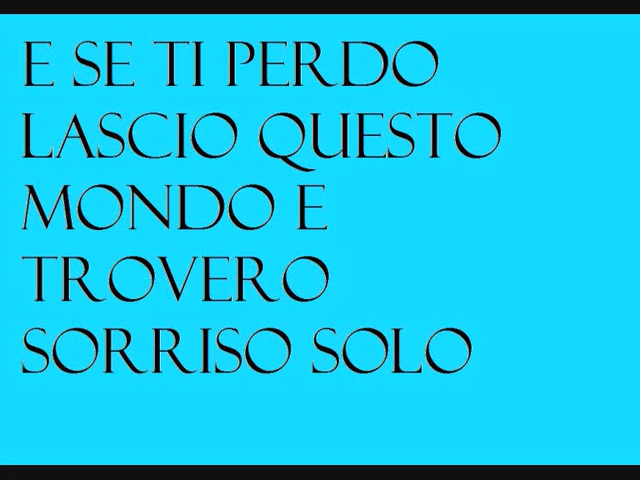 E SE TI PERDO
LASCIO QUESTO
MONDO E
TROVERO
SORRISO SOLO